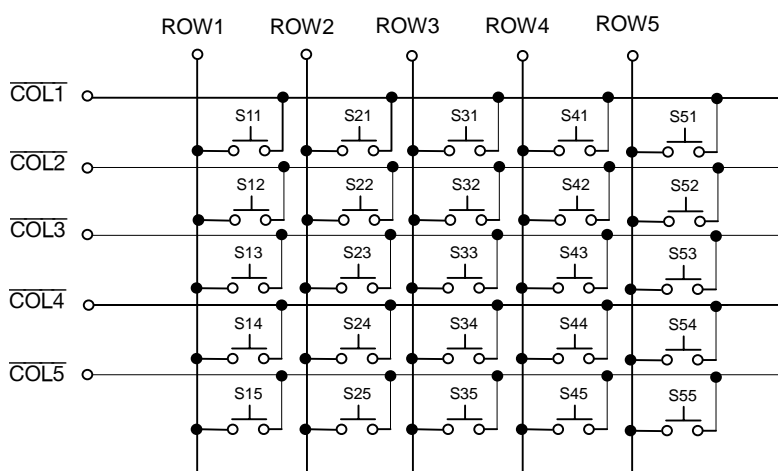 ROW1 ROW2 ROW3 ROW4 ROW5
COL1
S11 S21 S31 S41 S51
COL2
S12 S22 S32 S42 S52
COL3
S13 S23 S33 S43 S53
COL4
S14 S24 S34 S44 S54
COL5
S15 S25 S35 S45 S55